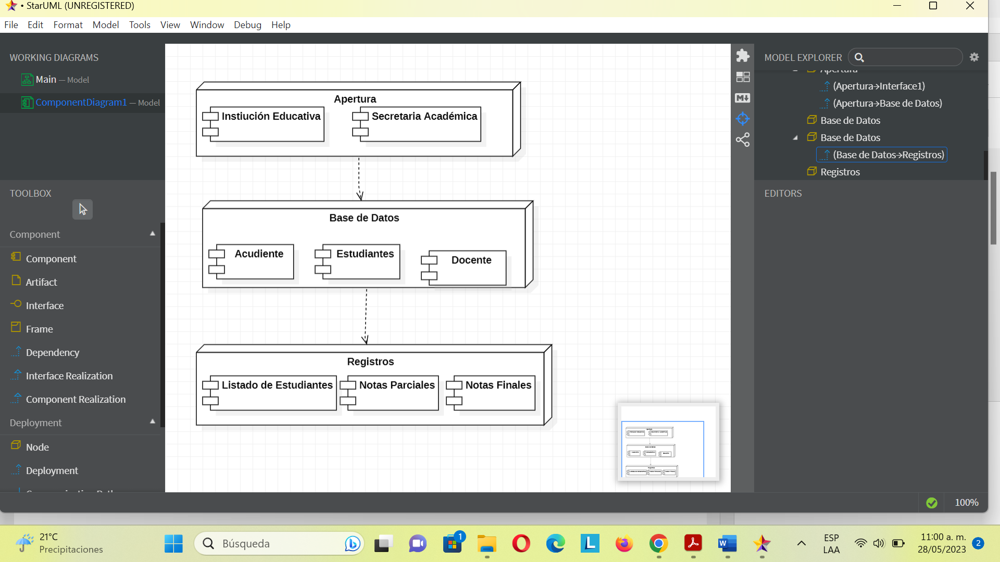 • StarUML (UNREGISTERED)
File Edit Format Model Tools View Window Debug Help
WORKING DIAGRAMS
Main — Model
ComponentDiagram1 — Model
TOOLBOX
Component
Component
Artifact
Interface
Frame
Dependency
Interface Realization
Component Realization
Deployment
Node
Deployment
Apertura
Instiución Educativa
Secretaria Académica
Base de Datos
Acudiente
Estudiantes
Docente
Registros
Listado de Estudiantes
Notas Parciales
Notas Finales
MODEL EXPLORER
Apertura
(Apertura→Interface1)
(Apertura→Base de Datos)
Base de Datos
Base de Datos
(Base de Datos→Registros)
Registros
EDITORS
100%
21°C
Precipitaciones
Búsqueda
1
ESP
LAA
11:00 a. m.
28/05/2023
2